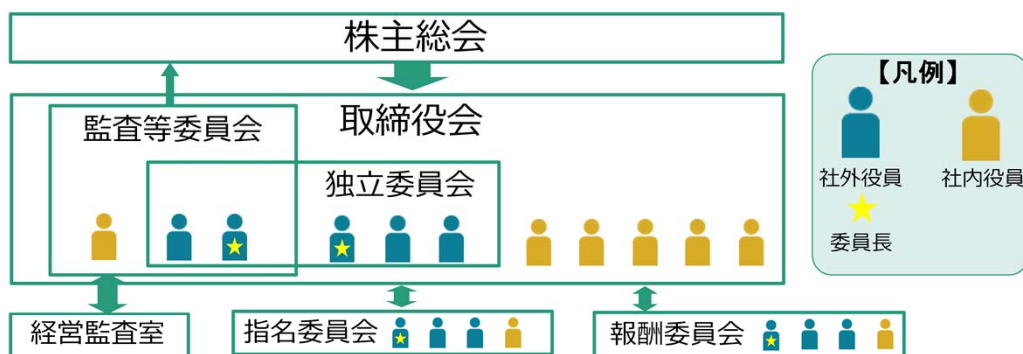 株主総会
【凡例】
社外役員
社内役員
委員長
監査等委員会
取締役会
独立委員会
経営監査室
指名委員会
報酬委員会